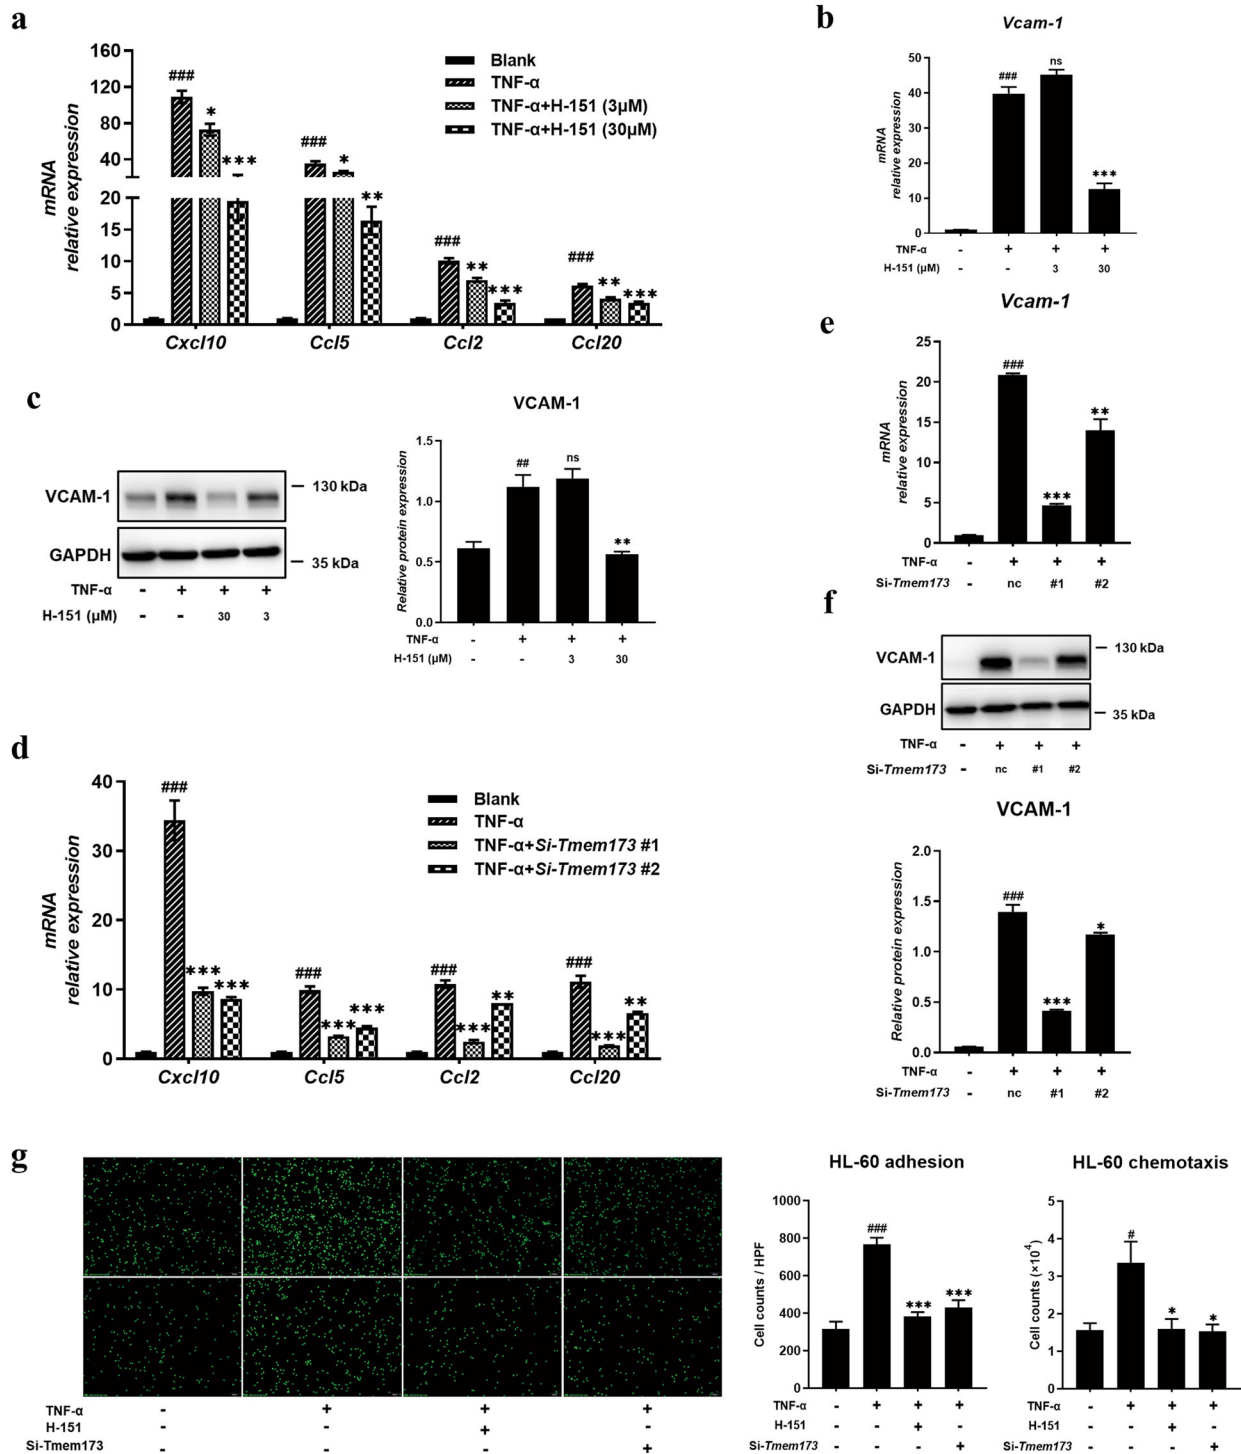 a
160
120
80
40
20
15
10
5
0
mRNA
relative expression
###
*
***
###
*
**
###
**
***
###
**
***
Blank
TNF-α
TNF-α+H-151 (3μM)
TNF-α+H-151 (30μM)
Cxcl10 Ccl5 Ccl2 Ccl20
b
Vcam-1
50
40
30
20
10
0
mRNA
relative expression
###
ns
***
TNF-α - + + +
H-151 (μM) - - 3 30
c
VCAM-1
GAPDH
130 kDa
35 kDa
TNF-α - + + +
H-151 (μM) - - 30 3
VCAM-1
1.5
1.0
0.5
0.0
Relative protein expression
##
ns
**
TNF-α - + + +
H-151 (μM) - - 3 30
d
40
30
20
10
0
mRNA
relative expression
###
***
***
###
***
***
###
***
**
###
***
**
Blank
TNF-α
TNF-α+Si-Tmem173 #1
TNF-α+Si-Tmem173 #2
Cxcl10 Ccl5 Ccl2 Ccl20
e
Vcam-1
25
20
15
10
5
0
mRNA
relative expression
###
***
**
TNF-α - + + +
Si-Tmem173 - nc #1 #2
f
VCAM-1
GAPDH
130 kDa
35 kDa
TNF-α - + + +
Si-Tmem173 - nc #1 #2
VCAM-1
2.0
1.5
1.0
0.5
0.0
Relative protein expression
###
***
*
TNF-α - + + +
Si-Tmem173 - nc #1 #2
g
TNF-α - + + +
H-151 - - + -
Si-Tmem173 - - - +
HL-60 adhesion
1000
800
600
400
200
0
Cell counts / HPF
###
***
***
TNF-α - + + +
H-151 - - + -
Si-Tmem173 - - - +
HL-60 chemotaxis
5
4
3
2
1
0
Cell counts (×10⁴)
#
*
*
TNF-α - + + +
H-151 - - + -
Si-Tmem173 - - - +